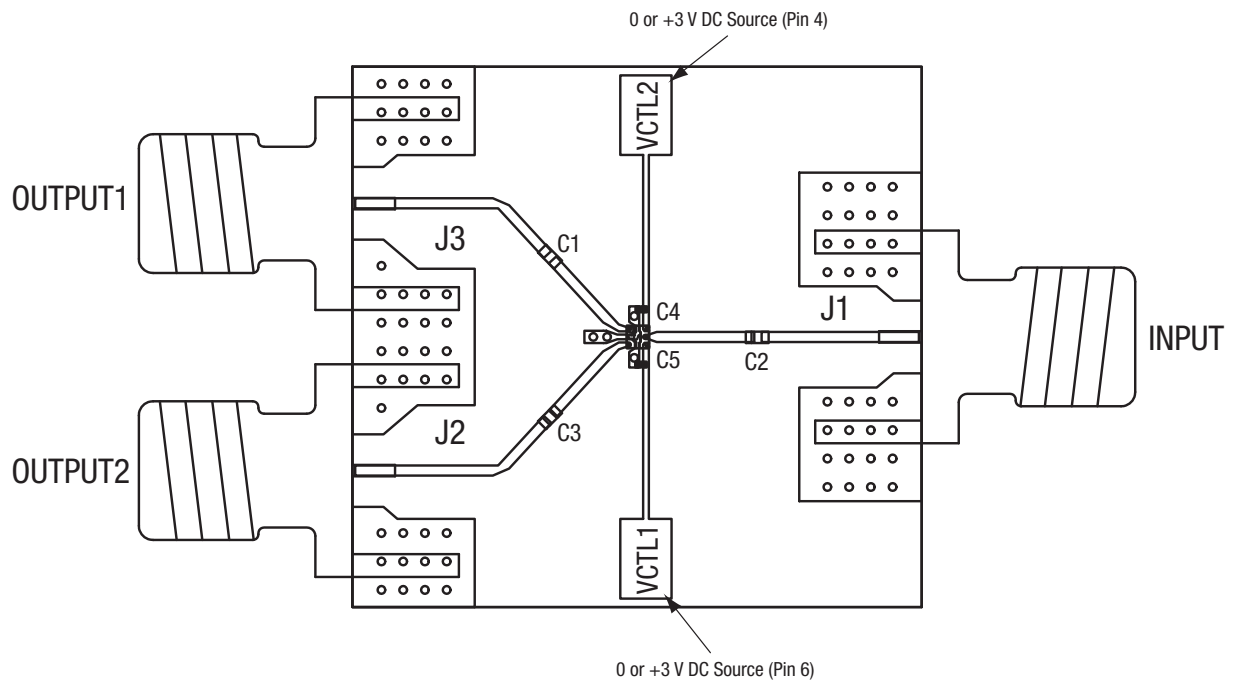 0 or +3 V DC Source (Pin 4)
VCTL2
OUTPUT1
J3
C1
C4
J1
INPUT
C5
C2
J2
C3
OUTPUT2
VCTL1
0 or +3 V DC Source (Pin 6)